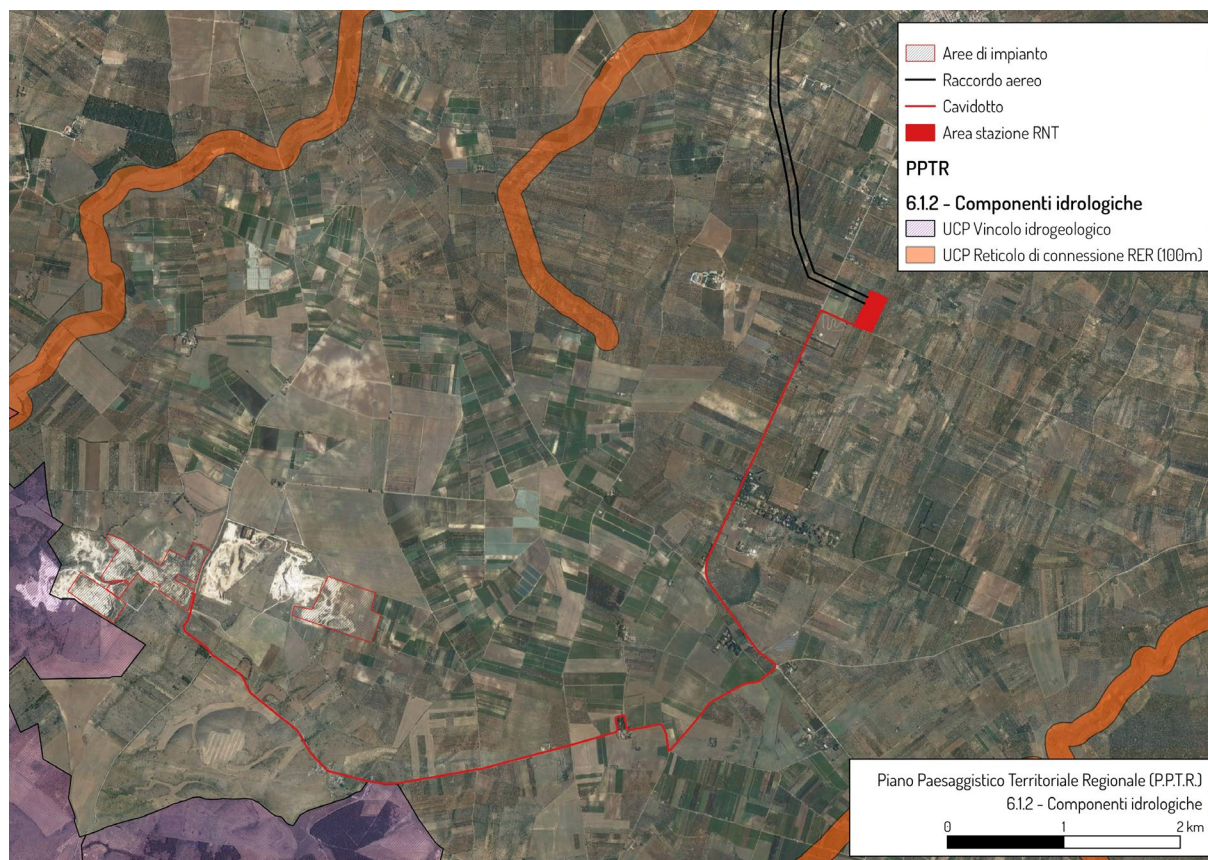 Aree di impianto
Raccordo aereo
Cavidotto
Area stazione RNT
PPTR
6.1.2 - Componenti idrologiche
UCP Vincolo idrogeologico
UCP Reticolo di connessione RER (100m)
Piano Paesaggistico Territoriale Regionale (P.P.T.R.)
6.1.2 - Componenti idrologiche
0 1 2 km